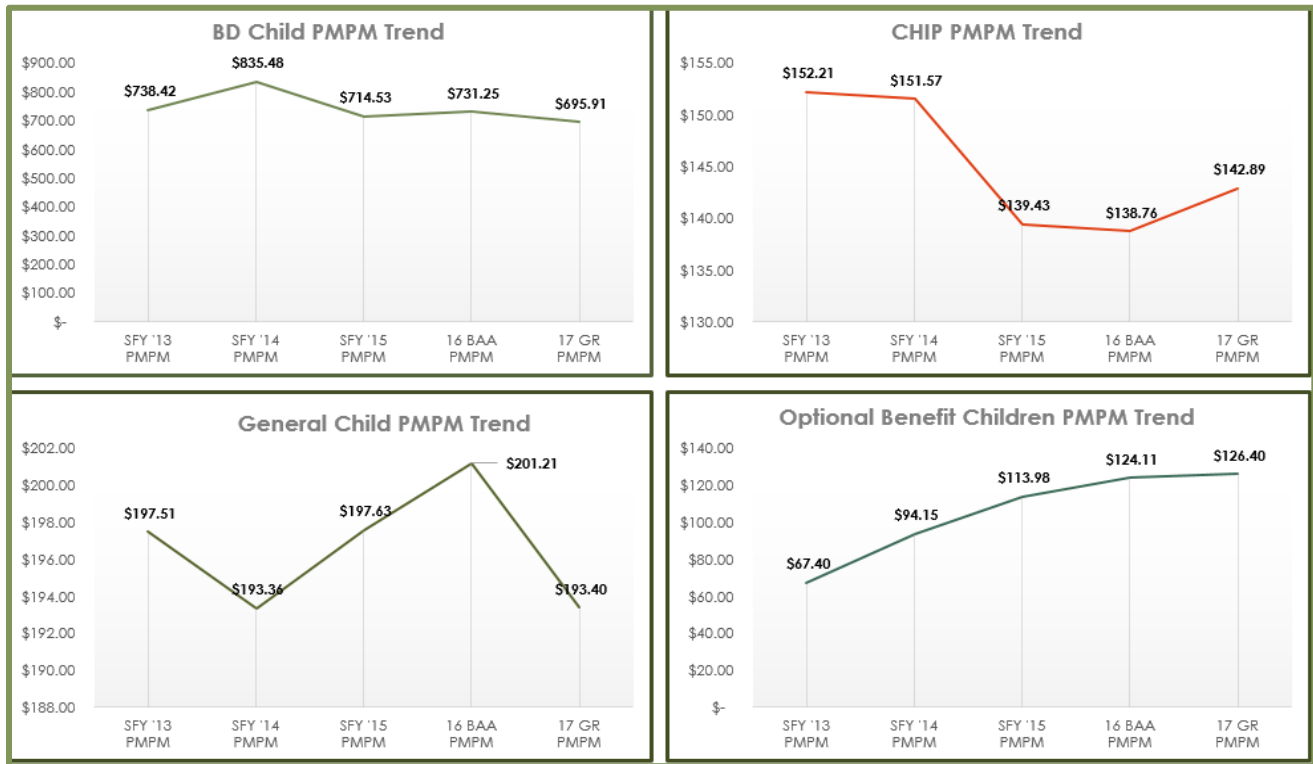 BD Child PMPM Trend
$900.00
$800.00
$700.00
$600.00
$500.00
$400.00
$300.00
$200.00
$100.00
$-
$738.42
$835.48
$714.53
$731.25
$695.91
SFY '13 PMPM
SFY '14 PMPM
SFY '15 PMPM
16 BAA PMPM
17 GR PMPM
CHIP PMPM Trend
$155.00
$150.00
$145.00
$140.00
$135.00
$130.00
$152.21
$151.57
$139.43
$138.76
$142.89
SFY '13 PMPM
SFY '14 PMPM
SFY '15 PMPM
16 BAA PMPM
17 GR PMPM
General Child PMPM Trend
$202.00
$200.00
$198.00
$196.00
$194.00
$192.00
$190.00
$188.00
$197.51
$193.36
$197.63
$201.21
$193.40
SFY '13 PMPM
SFY '14 PMPM
SFY '15 PMPM
16 BAA PMPM
17 GR PMPM
Optional Benefit Children PMPM Trend
$140.00
$120.00
$100.00
$80.00
$60.00
$40.00
$20.00
$-
$67.40
$94.15
$113.98
$124.11
$126.40
SFY '13 PMPM
SFY '14 PMPM
SFY '15 PMPM
16 BAA PMPM
17 GR PMPM